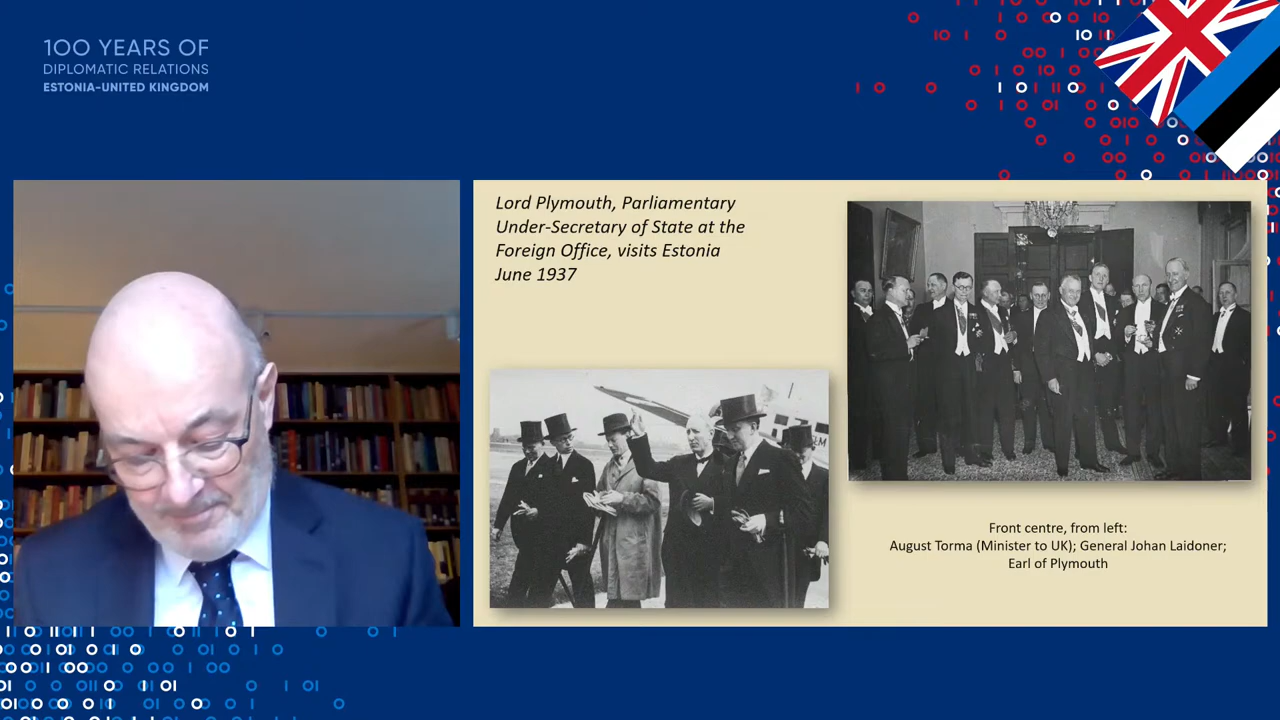 100 YEARS OF
DIPLOMATIC RELATIONS
ESTONIA-UNITED KINGDOM
Lord Plymouth, Parliamentary
Under-Secretary of State at the
Foreign Office, visits Estonia
June 1937
Front centre, from left:
August Torma (Minister to UK); General Johan Laidoner;
Earl of Plymouth